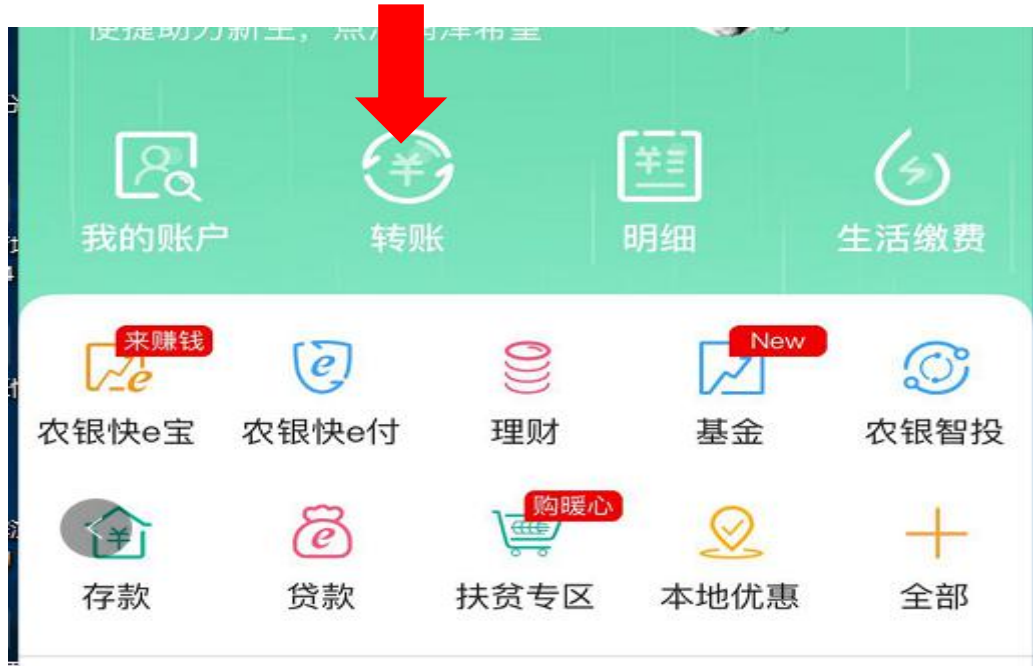 我的账户 转账 明细 生活缴费
来赚钱 New
农银快e宝 农银快e付 理财 基金 农银智投
购暖心
存款 贷款 扶贫专区 本地优惠 全部